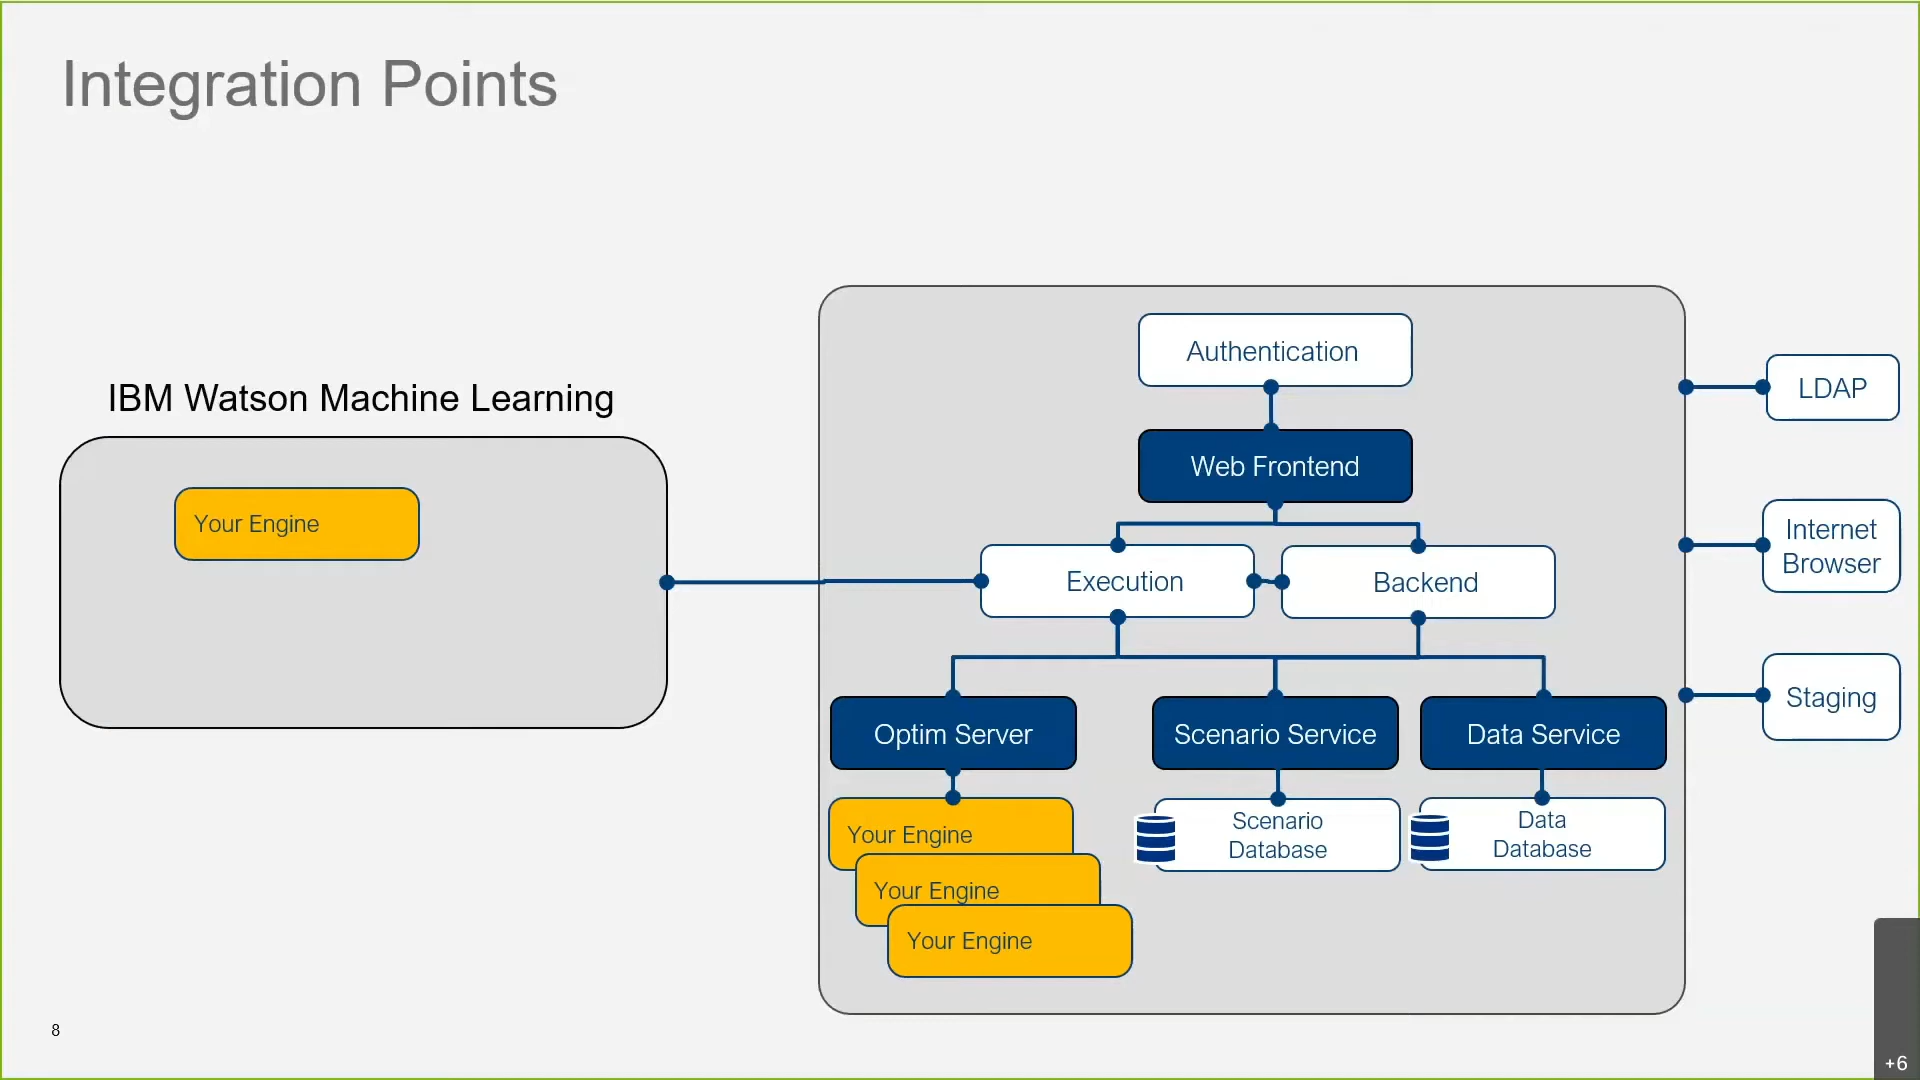 Integration Points
IBM Watson Machine Learning
Your Engine
Authentication
Web Frontend
Execution
Backend
Optim Server
Scenario Service
Data Service
Your Engine
Your Engine
Your Engine
Scenario
Database
Data
Database
LDAP
Internet
Browser
Staging
8
+6